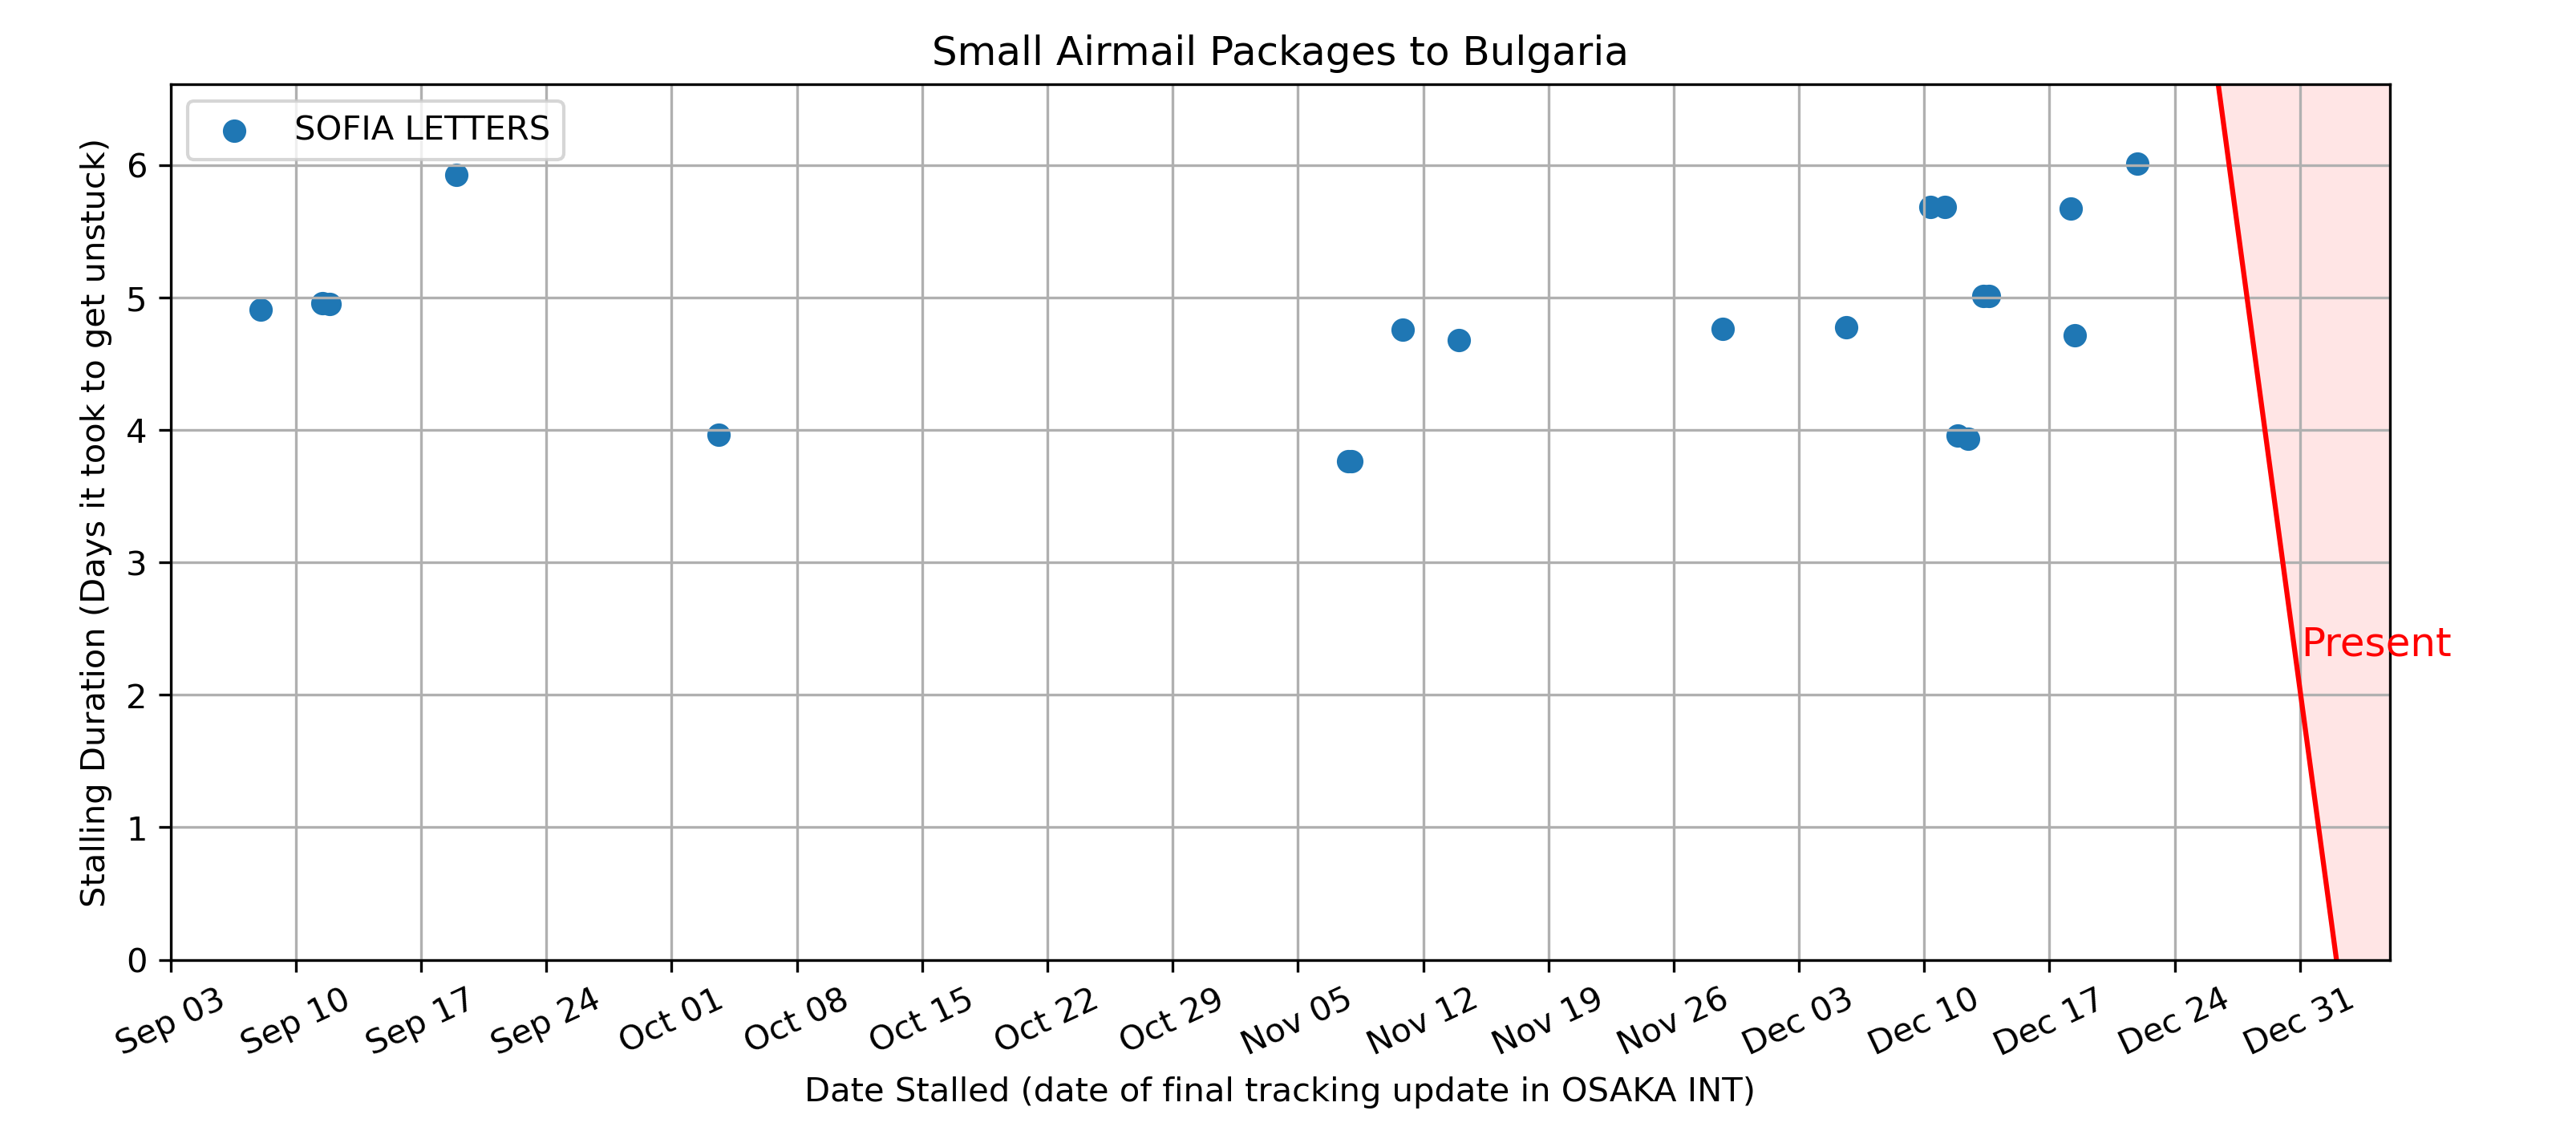 Small Airmail Packages to Bulgaria
SOFIA LETTERS
Stalling Duration (Days it took to get unstuck)
6
5
4
3
2
1
0
Present
Sep 03
Sep 10
Sep 17
Sep 24
Oct 01
Oct 08
Oct 15
Oct 22
Oct 29
Nov 05
Nov 12
Nov 19
Nov 26
Dec 03
Dec 10
Dec 17
Dec 24
Dec 31
Date Stalled (date of final tracking update in OSAKA INT)